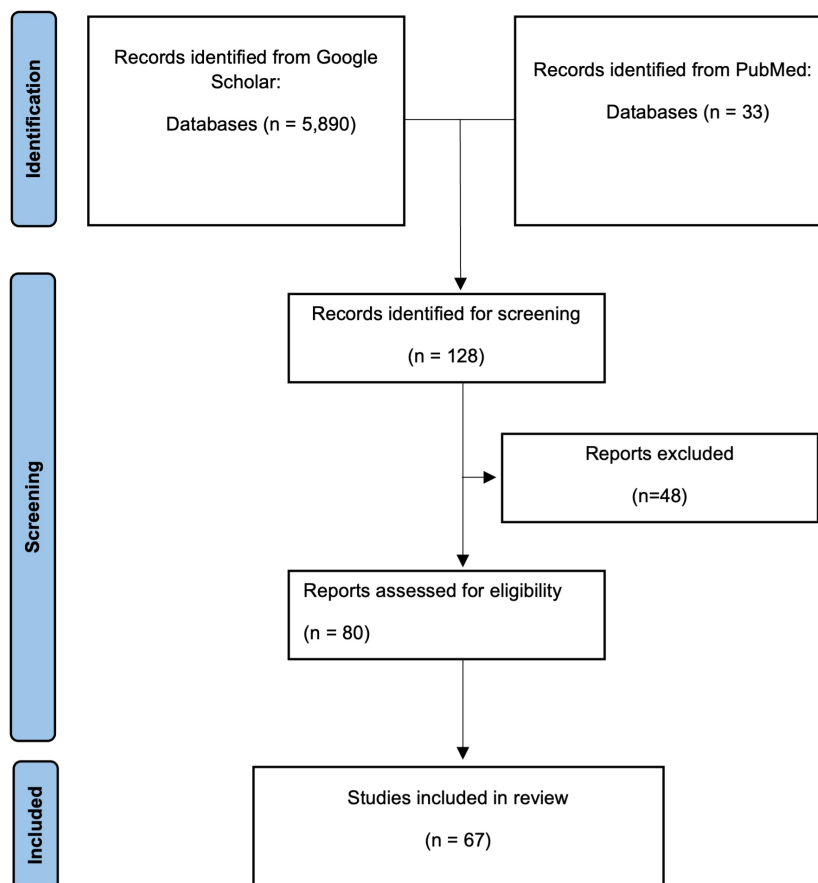 Identification
Records identified from Google
Scholar:
Databases (n = 5,890)
Records identified from PubMed:
Databases (n = 33)
Screening
Records identified for screening
(n = 128)
Reports excluded
(n=48)
Reports assessed for eligibility
(n = 80)
Included
Studies included in review
(n = 67)